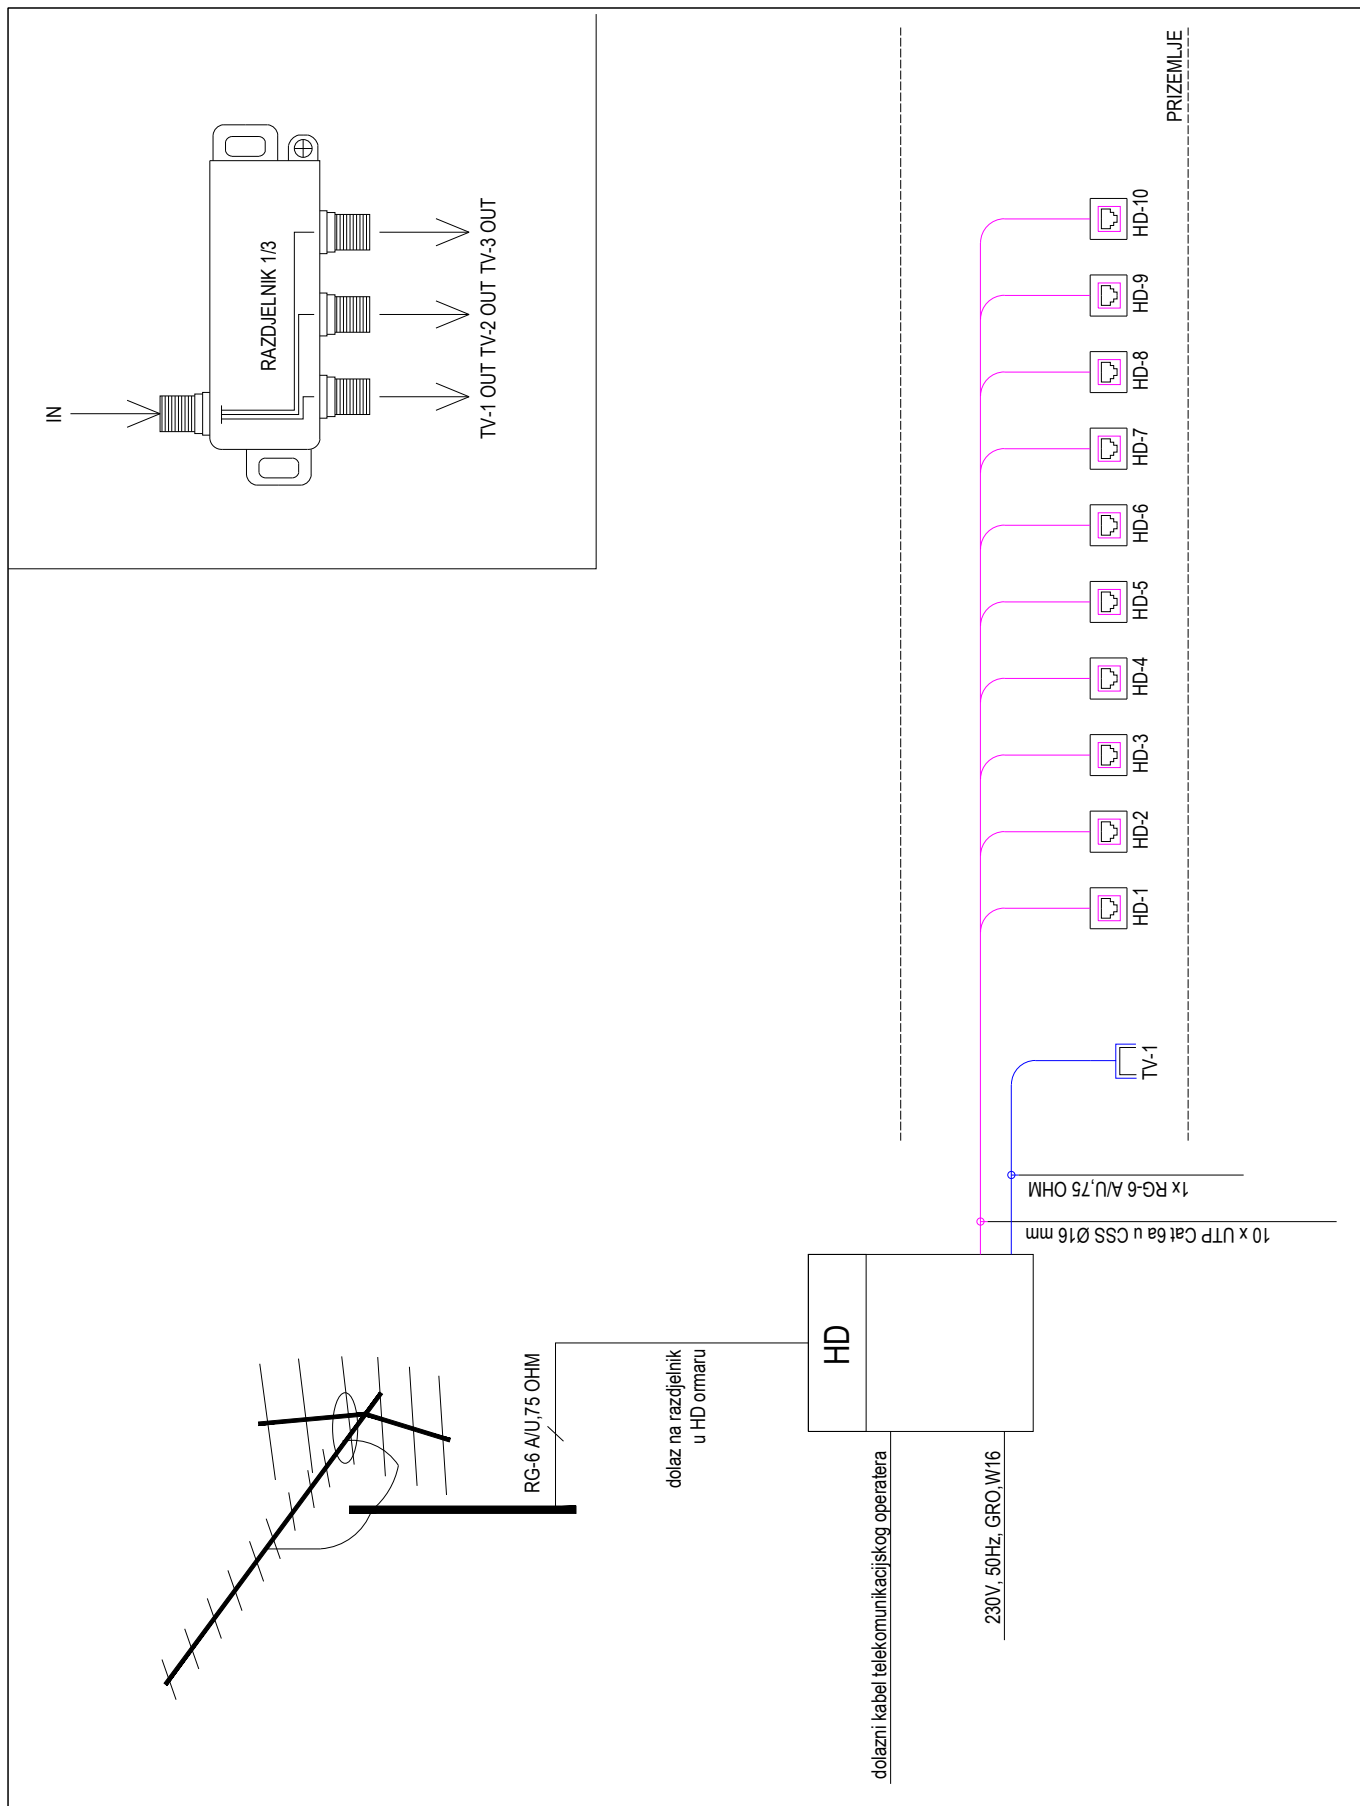 IN
RAZDJELNIK 1/3
TV-1 OUT TV-2 OUT TV-3 OUT
PRIZEMLJE
HD-1
HD-2
HD-3
HD-4
HD-5
HD-6
HD-7
HD-8
HD-9
HD-10
TV-1
1x RG-6 A/U,75 OHM
10 x UTP Cat 6a u CSS Ø16 mm
HD
RG-6 A/U,75 OHM
dolaz na razdjelnik
u HD ormaru
dolazni kabel telekomunikacijskog operatera
230V, 50Hz, GRO,W16